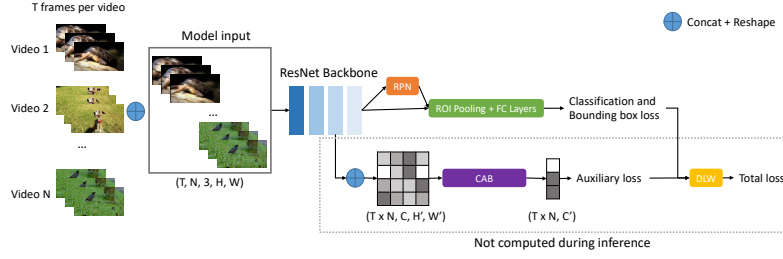 T frames per video
Video 1
Video 2
...
Video N
Model input
...
(T, N, 3, H, W)
ResNet Backbone
RPN
ROI Pooling + FC Layers
Classification and
Bounding box loss
Concat + Reshape
(T x N, C, H', W')
CAB
(T x N, C')
Auxiliary loss
DLW
Total loss
Not computed during inference